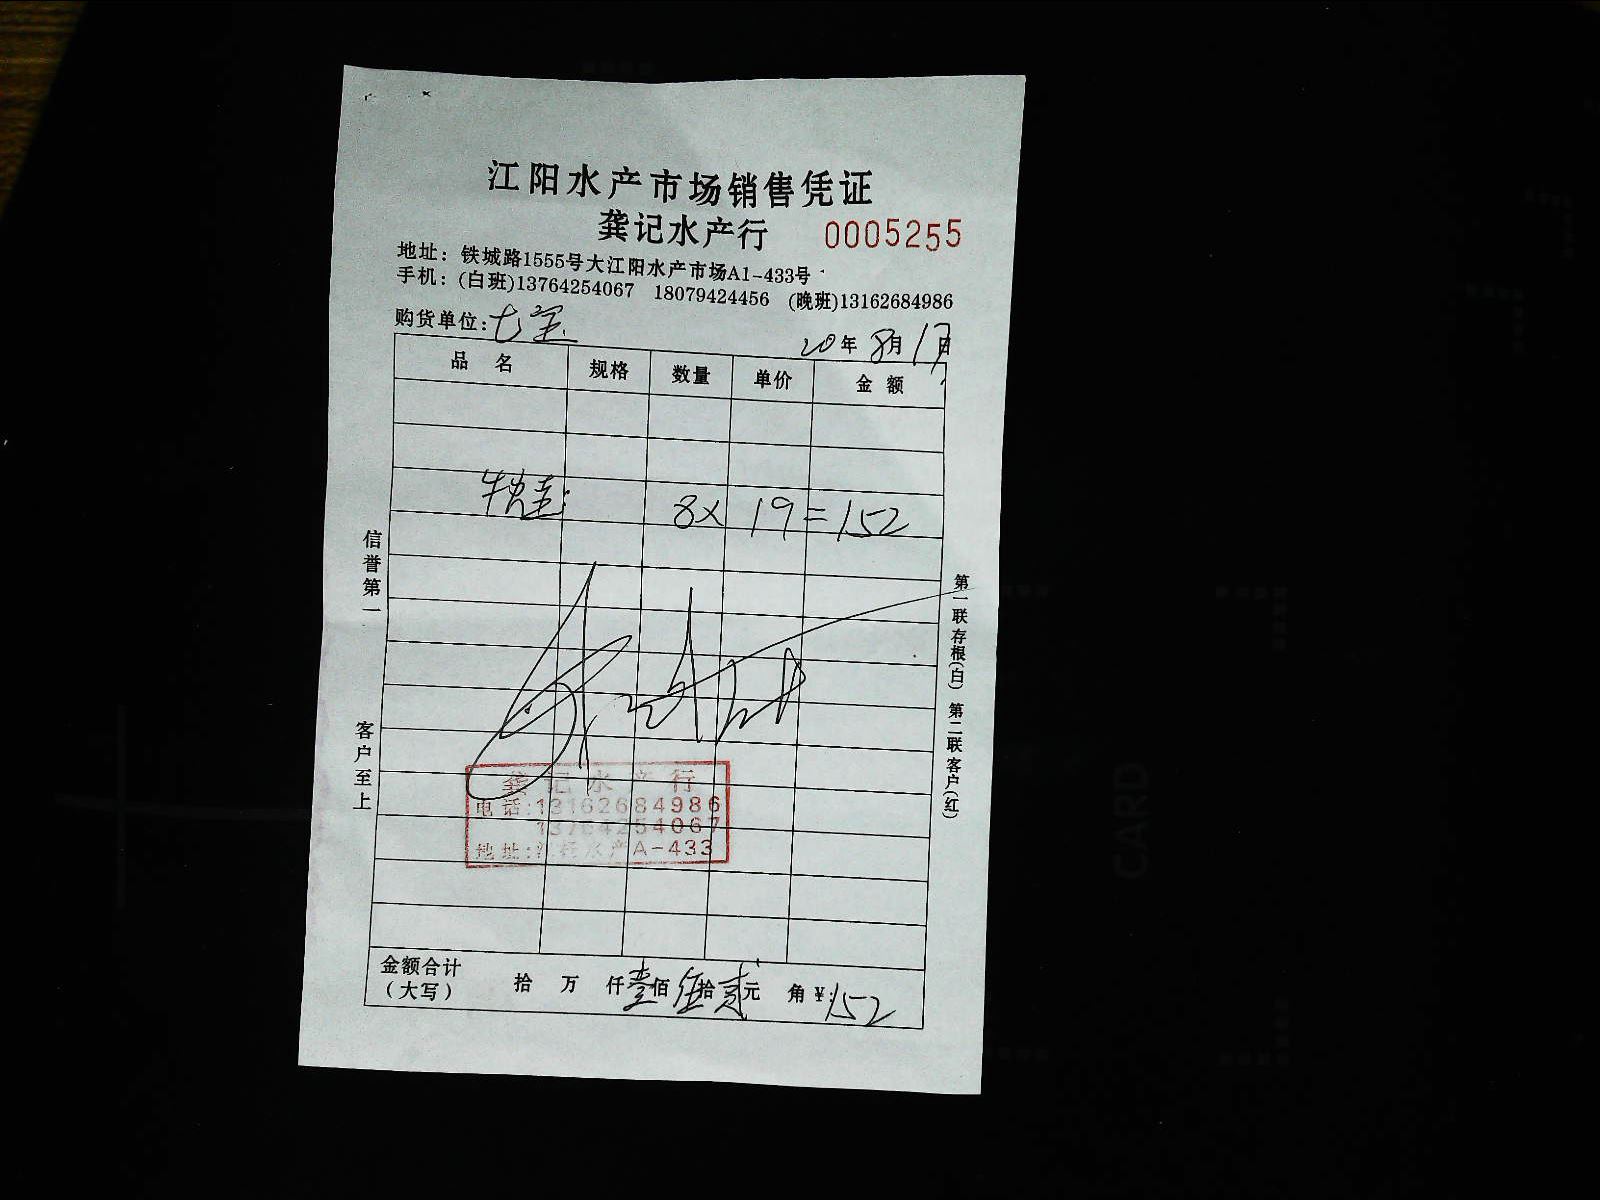 江阳水产市场销售凭证
龚记水产行 0005255
地址：铁城路1555号大江阳水产市场A1-433号
手机：(白班)13764254067 18079424456 (晚班)13162684986
购货单位：七宝
20年8月17日
品 名 规格 数量 单价 金 额
牛蛙 8× 19=152
信誉第一
客户至上
第一联存根(白) 第二联客户(红)
龚记水产行
电话:13162684986
13764254067
地址:江杨水产A-433
金额合计
(大写)
拾 万 仟壹佰伍拾贰元 角¥:152
CARD